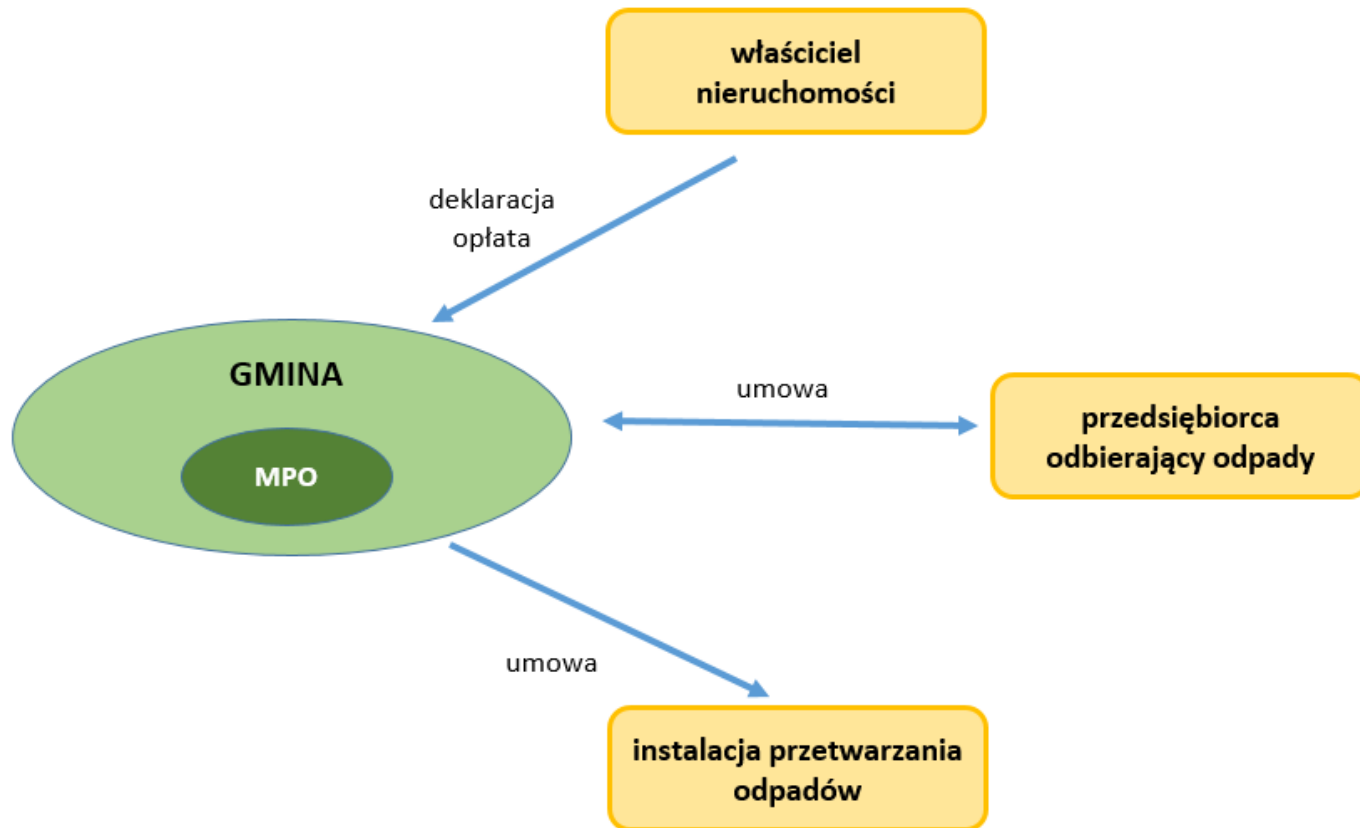 właściciel
nieruchomości
deklaracja
opłata
GMINA
MPO
umowa
przedsiębiorca
odbierający odpady
umowa
instalacja przetwarzania
odpadów